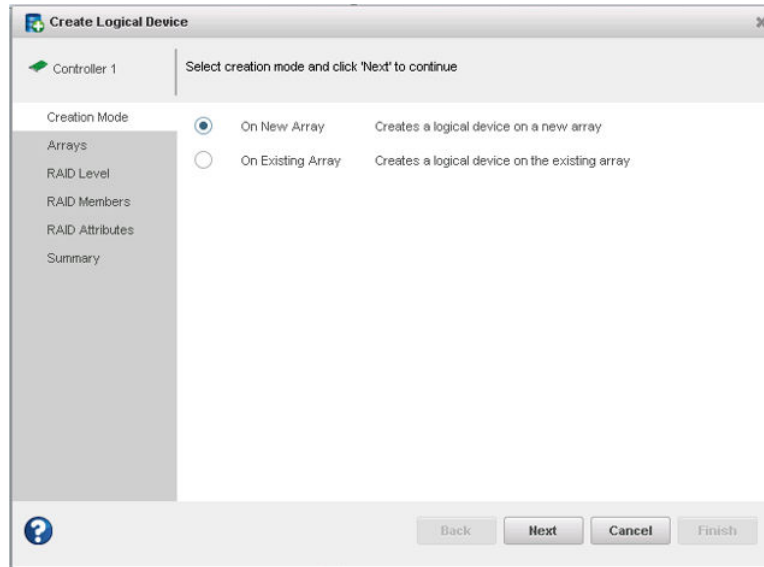 Create Logical Device
Controller 1
Select creation mode and click 'Next' to continue
Creation Mode
Arrays
RAID Level
RAID Members
RAID Attributes
Summary
On New Array Creates a logical device on a new array
On Existing Array Creates a logical device on the existing array
? Back Next Cancel Finish